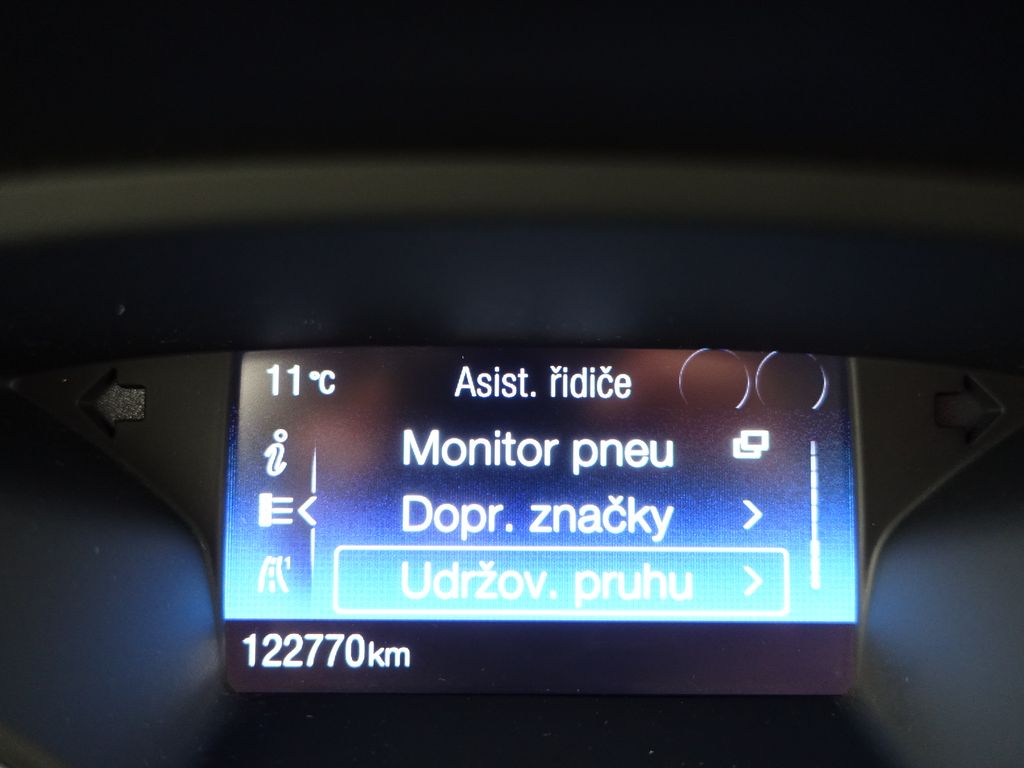 11°C Asist. řidiče
Monitor pneu
Dopr. značky
Udržov. pruhu
122770km